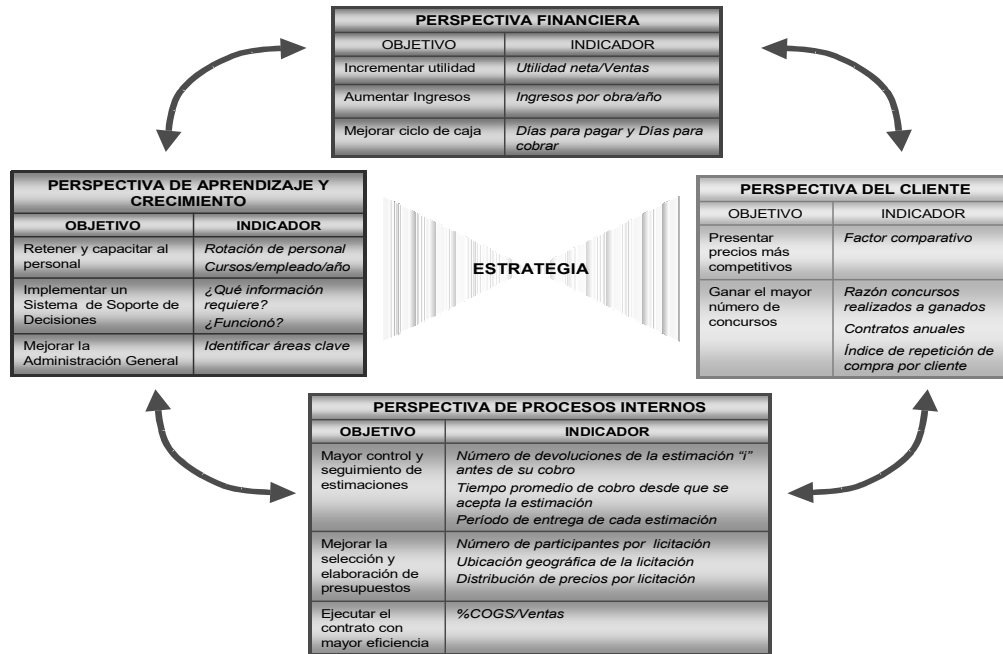 PERSPECTIVA FINANCIERA
OBJETIVO INDICADOR
Incrementar utilidad Utilidad neta/Ventas
Aumentar Ingresos Ingresos por obra/año
Mejorar ciclo de caja Días para pagar y Días para
cobrar
PERSPECTIVA DE APRENDIZAJE Y
CRECIMIENTO
OBJETIVO INDICADOR
Retener y capacitar al
personal
Rotación de personal
Cursos/empleado/año
Implementar un
Sistema de Soporte de
Decisiones
¿Qué información
requiere?
¿Funcionó?
Mejorar la
Administración General
Identificar áreas clave
ESTRATEGIA
PERSPECTIVA DEL CLIENTE
OBJETIVO INDICADOR
Presentar
precios más
competitivos
Factor comparativo
Ganar el mayor
número de
concursos
Razón concursos
realizados a ganados
Contratos anuales
Índice de repetición de
compra por cliente
PERSPECTIVA DE PROCESOS INTERNOS
OBJETIVO INDICADOR
Mayor control y
seguimiento de
estimaciones
Número de devoluciones de la estimación “i”
antes de su cobro
Tiempo promedio de cobro desde que se
acepta la estimación
Período de entrega de cada estimación
Mejorar la
selección y
elaboración de
presupuestos
Número de participantes por licitación
Ubicación geográfica de la licitación
Distribución de precios por licitación
Ejecutar el
contrato con
mayor eficiencia
%COGS/Ventas